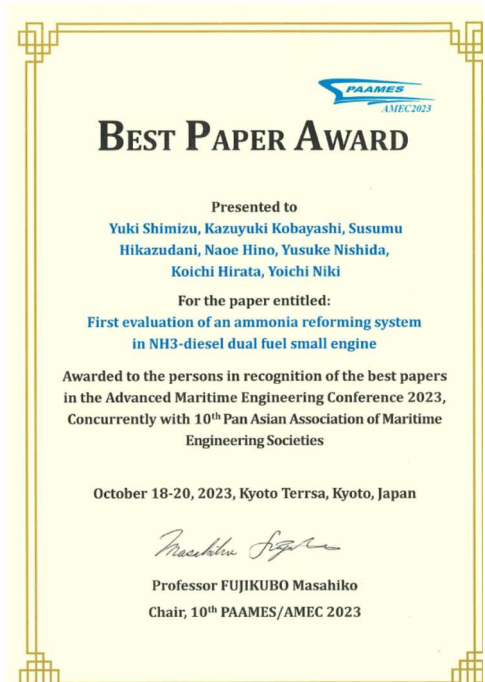 PAAMES
AMEC2023
BEST PAPER AWARD
Presented to
Yuki Shimizu, Kazuyuki Kobayashi, Susumu
Hikazudani, Naoe Hino, Yusuke Nishida,
Koichi Hirata, Yoichi Niki
For the paper entitled:
First evaluation of an ammonia reforming system
in NH3-diesel dual fuel small engine
Awarded to the persons in recognition of the best papers
in the Advanced Maritime Engineering Conference 2023,
Concurrently with 10th Pan Asian Association of Maritime
Engineering Societies
October 18-20, 2023, Kyoto Terrsa, Kyoto, Japan
Professor FUJIKUBO Masahiko
Chair, 10th PAAMES/AMEC 2023